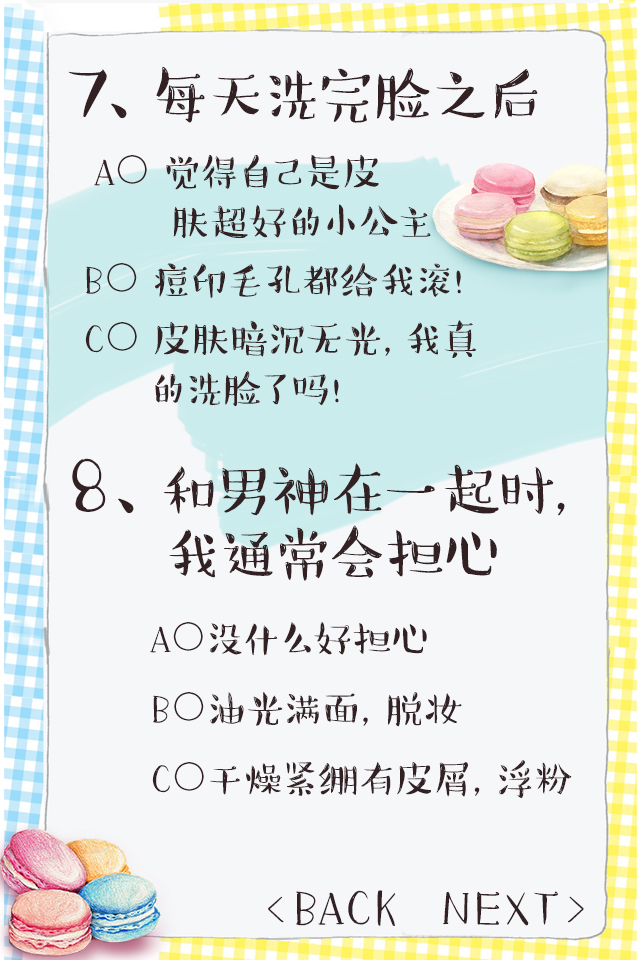 7、每天洗完脸之后
A○ 觉得自己是皮
肤超好的小公主
B○ 痘印毛孔都给我滚!
C○ 皮肤暗沉无光, 我真
的洗脸了吗!
8、和男神在一起时,
我通常会担心
A○没什么好担心
B○油光满面, 脱妆
C○干燥紧绷有皮屑, 浮粉
<BACK NEXT>